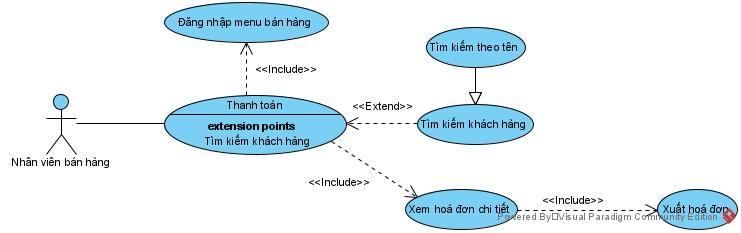 Đăng nhập menu bán hàng
Tìm kiếm theo tên
<<Include>>
Thanh toán
<<Extend>>
extension points
Tìm kiếm khách hàng
Tìm kiếm khách hàng
Nhân viên bán hàng
<<Include>>
<<Include>>
Xem hoá đơn chi tiết
Xuất hoá đơn
Powered By Visual Paradigm Community Edition